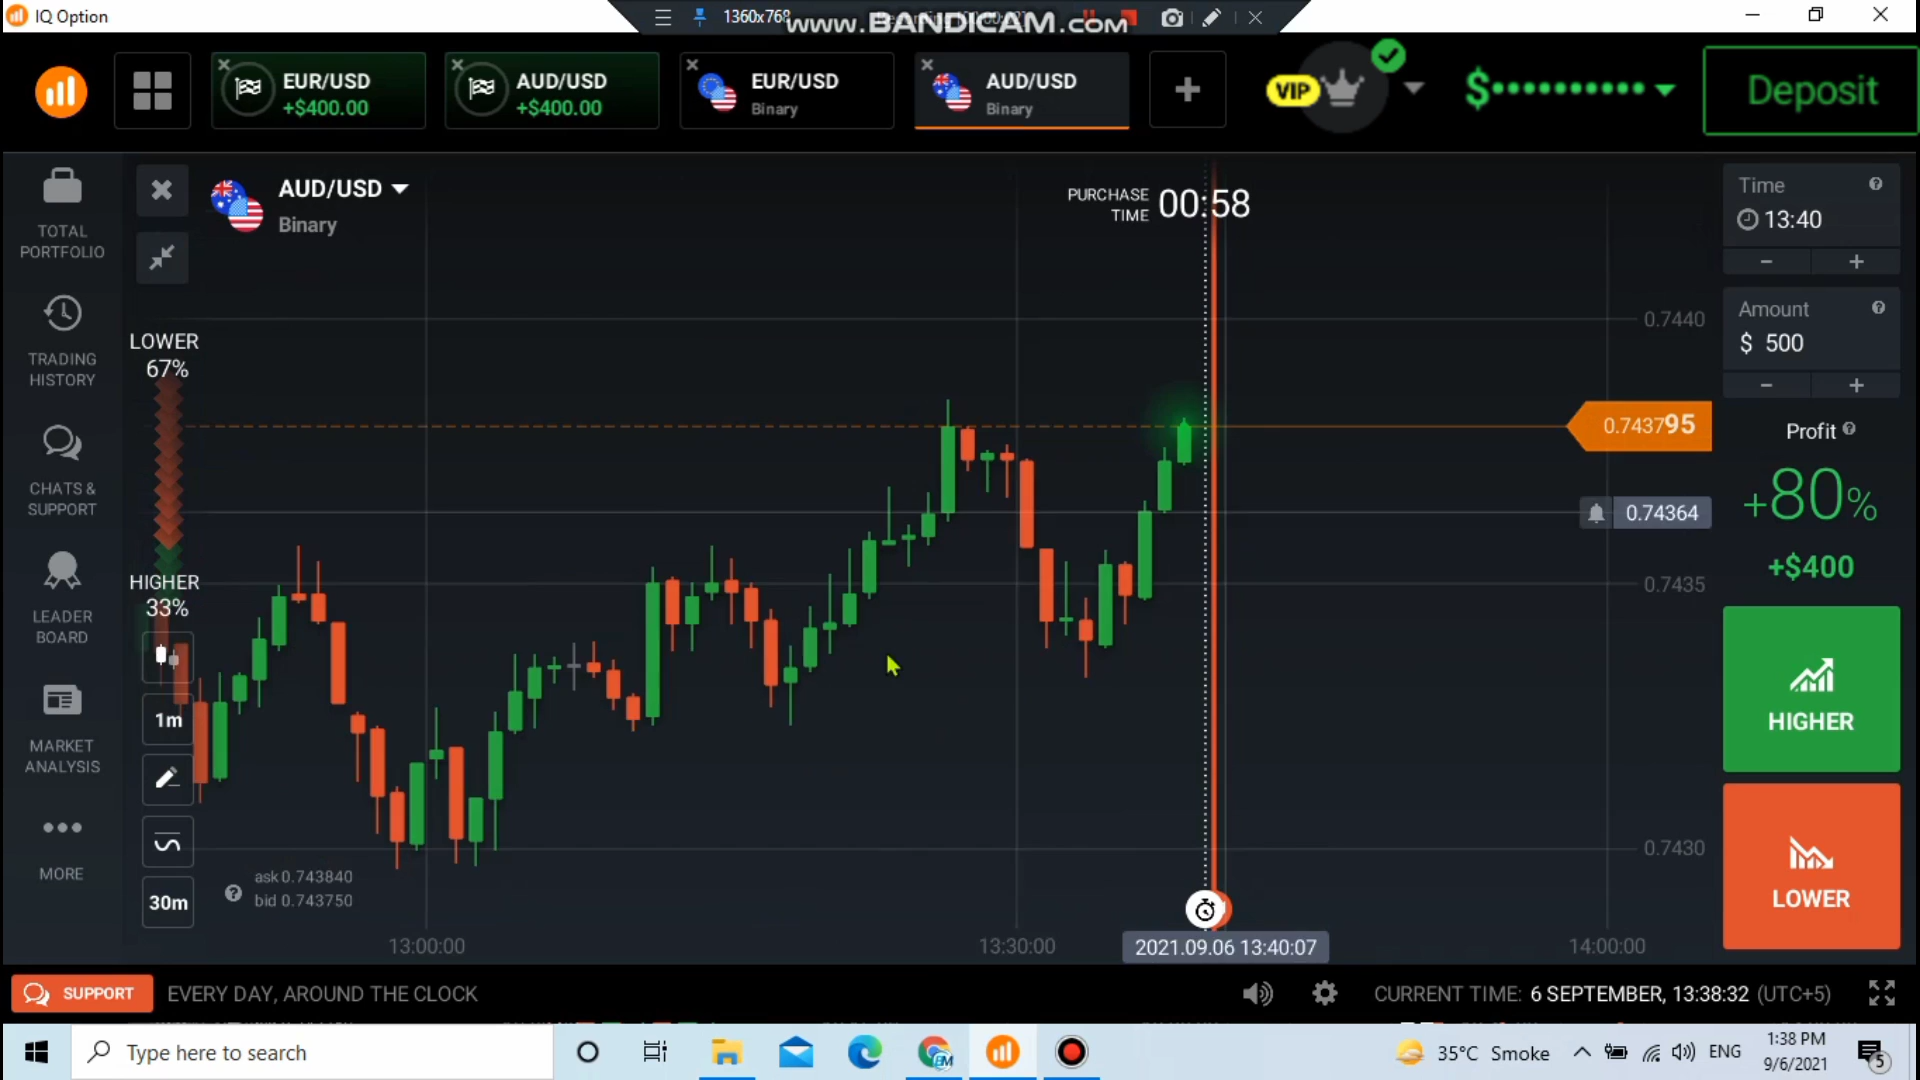 IQ Option
1360x768
www.BANDICAM.com
EUR/USD
+$400.00
AUD/USD
+$400.00
EUR/USD
Binary
AUD/USD
Binary
VIP
$
Deposit
TOTAL
PORTFOLIO
TRADING
HISTORY
CHATS &
SUPPORT
LEADER
BOARD
MARKET
ANALYSIS
MORE
AUD/USD
Binary
PURCHASE
TIME
00:58
LOWER
67%
HIGHER
33%
1m
30m
ask 0.743840
bid 0.743750
0.7440
0.743795
0.74364
0.7435
0.7430
13:00:00
13:30:00
2021.09.06 13:40:07
14:00:00
Time
13:40
- +
Amount
$ 500
- +
Profit
+80%
+$400
HIGHER
LOWER
SUPPORT
EVERY DAY, AROUND THE CLOCK
CURRENT TIME: 6 SEPTEMBER, 13:38:32 (UTC+5)
Type here to search
35°C Smoke
ENG
1:38 PM
9/6/2021
5